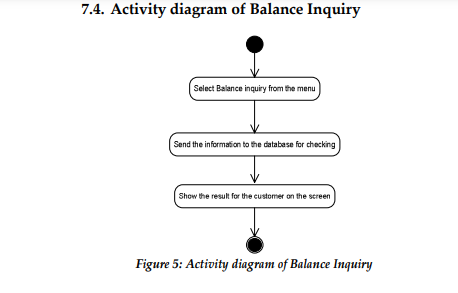 7.4. Activity diagram of Balance Inquiry
Select Balance inquiry from the menu
Send the information to the database for checking
Show the result for the customer on the screen
Figure 5: Activity diagram of Balance Inquiry